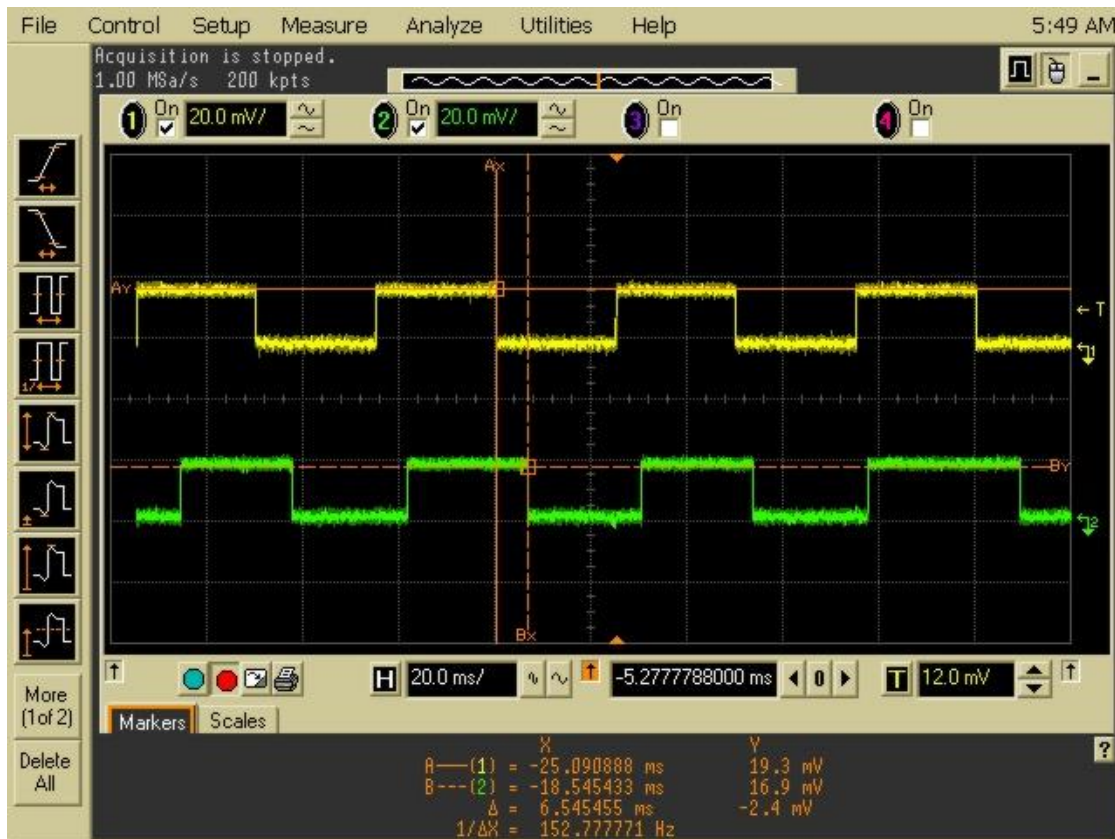 File Control Setup Measure Analyze Utilities Help 5:49 AM
Acquisition is stopped.
1.00 MSa/s 200 kpts
1 On 20.0 mV/ 2 On 20.0 mV/ 3 On 4 On
Ax
Ay
T
1
By
2
Bx
1/
H 20.0 ms/ -5.2777788000 ms 0 T 12.0 mV
More
(1 of 2)
Delete
All
Markers Scales
?
X Y
A---(1) = -25.090888 ms 19.3 mV
B---(2) = -18.545433 ms 16.9 mV
Δ = 6.545455 ms -2.4 mV
1/ΔX = 152.777771 Hz